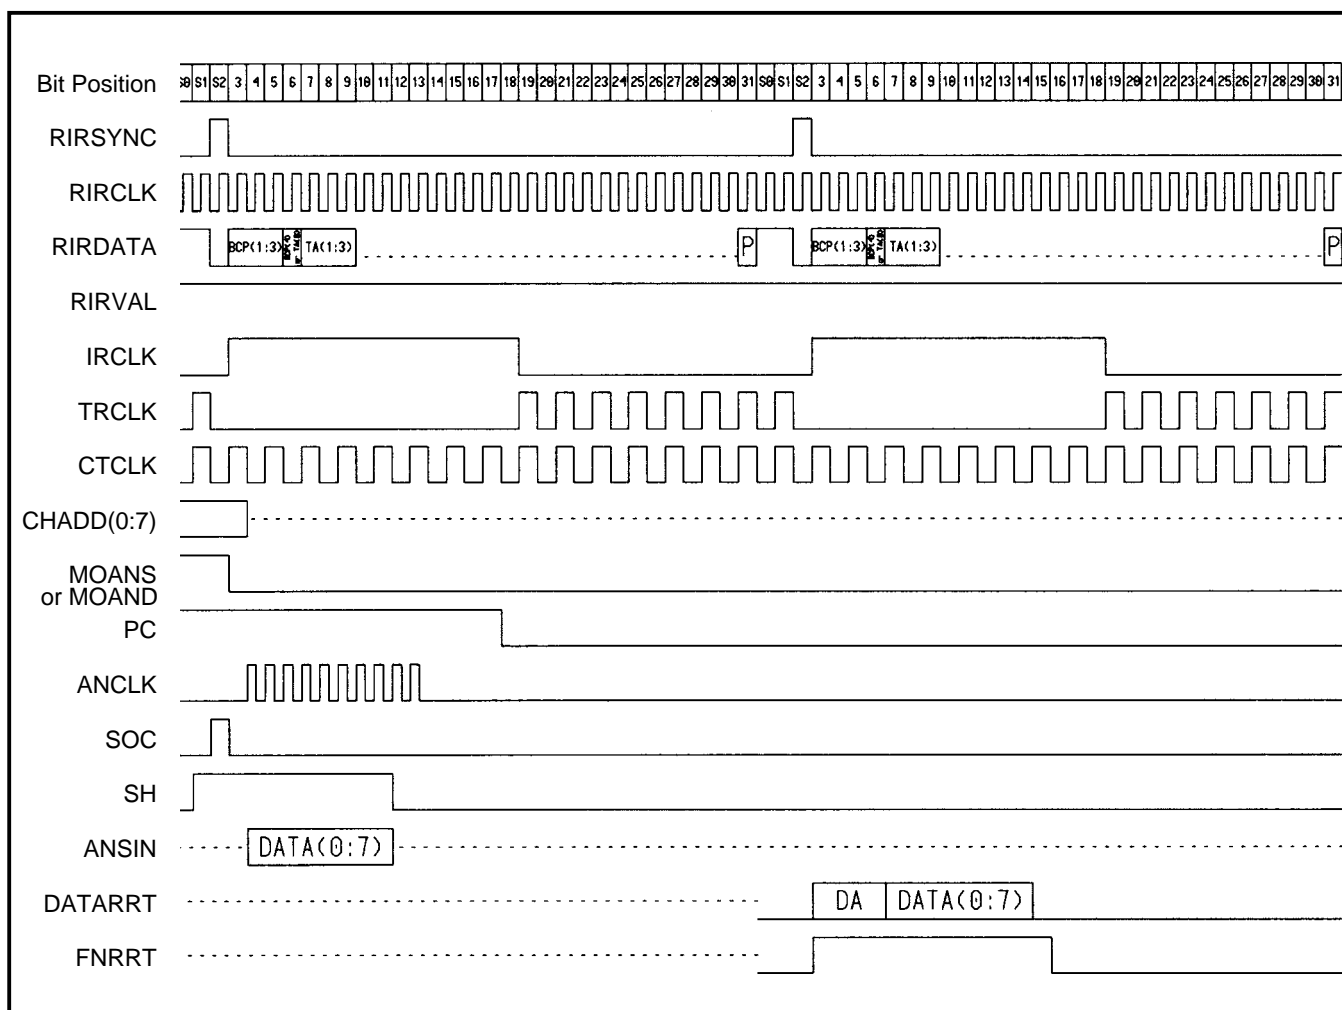 Bit Position S0 S1 S2 3 4 5 6 7 8 9 10 11 12 13 14 15 16 17 18 19 20 21 22 23 24 25 26 27 28 29 30 31 S0 S1 S2 3 4 5 6 7 8 9 10 11 12 13 14 15 16 17 18 19 20 21 22 23 24 25 26 27 28 29 30 31
RIRSYNC
RIRCLK
RIRDATA BCP(1:3) TA(1:3) P BCP(1:3) TA(1:3) P
RIRVAL
IRCLK
TRCLK
CTCLK
CHADD(0:7)
MOANS
or MOAND
PC
ANCLK
SOC
SH
ANSIN DATA(0:7)
DATARRT DA DATA(0:7)
FNRRT